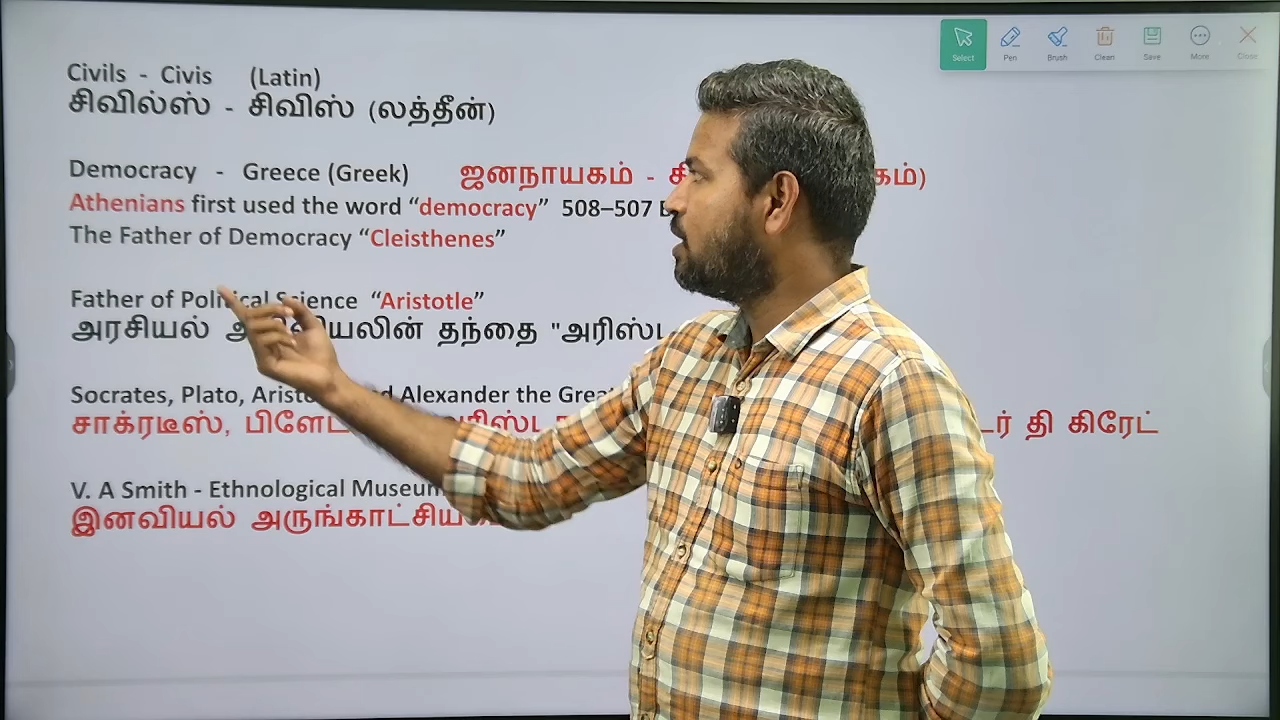 Select Pen Brush Clean Save More Close
Civils - Civis (Latin)
சிவில்ஸ் - சிவிஸ் (லத்தீன்)
Democracy - Greece (Greek) ஜனநாயகம் -
Athenians first used the word “democracy” 508–507
The Father of Democracy “Cleisthenes”
Father of Political Science “Aristotle”
அரசியல் அறிவியலின் தந்தை
Socrates, Plato, and Alexander the Great
சாக்ரடீஸ், தி கிரேட்
V. A Smith - Ethnological Museum
இனவியல்